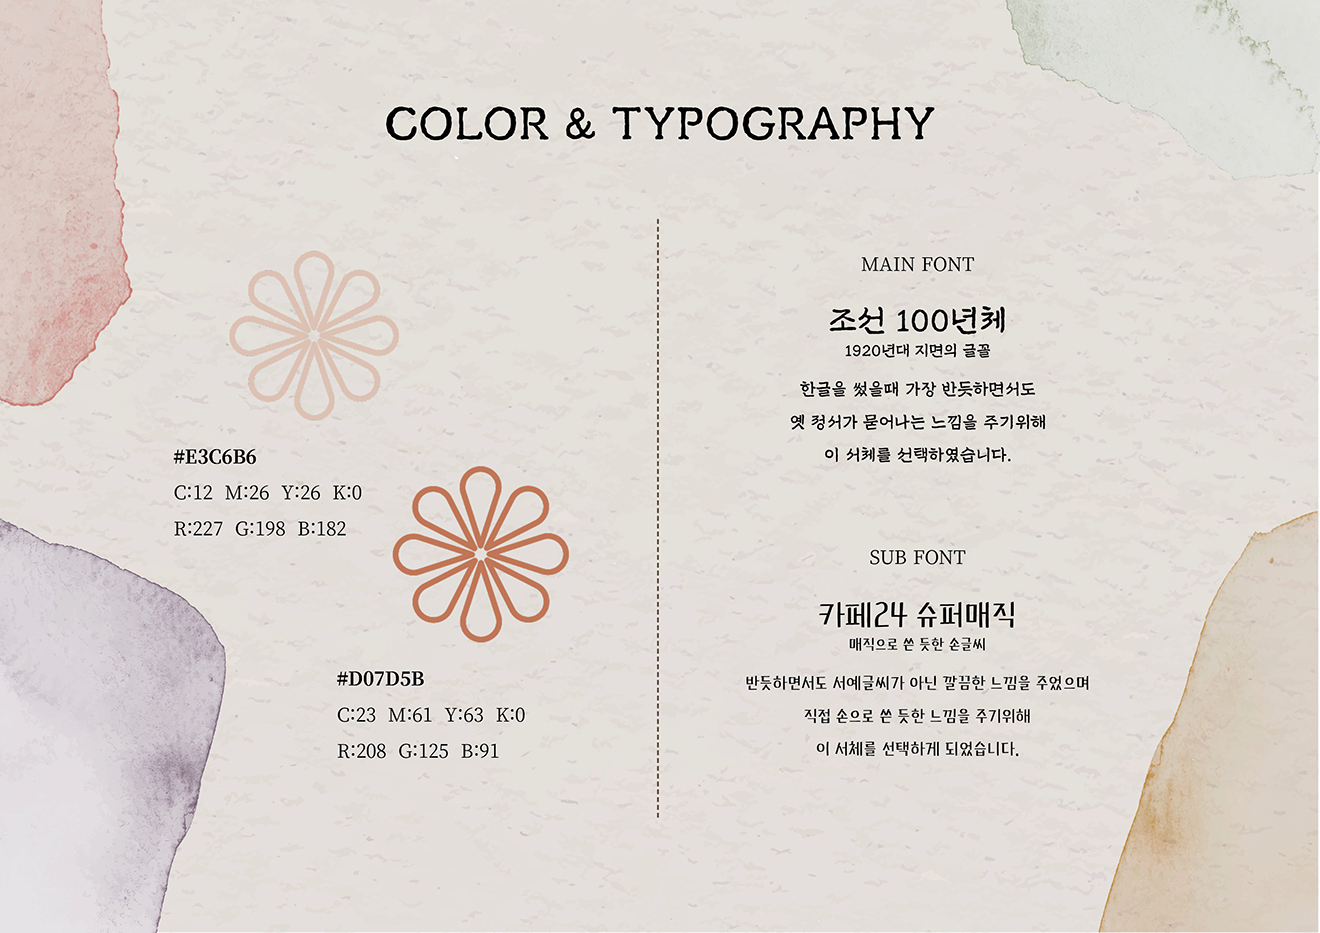 COLOR & TYPOGRAPHY
#E3C6B6
C:12 M:26 Y:26 K:0
R:227 G:198 B:182
#D07D5B
C:23 M:61 Y:63 K:0
R:208 G:125 B:91
MAIN FONT
조선 100년체
1920년대 지면의 글꼴
한글을 썼을때 가장 반듯하면서도
옛 정서가 묻어나는 느낌을 주기위해
이 서체를 선택하였습니다.
SUB FONT
카페24 슈퍼매직
매직으로 쓴 듯한 손글씨
반듯하면서도 서예글씨가 아닌 깔끔한 느낌을 주었으며
직접 손으로 쓴 듯한 느낌을 주기위해
이 서체를 선택하게 되었습니다.